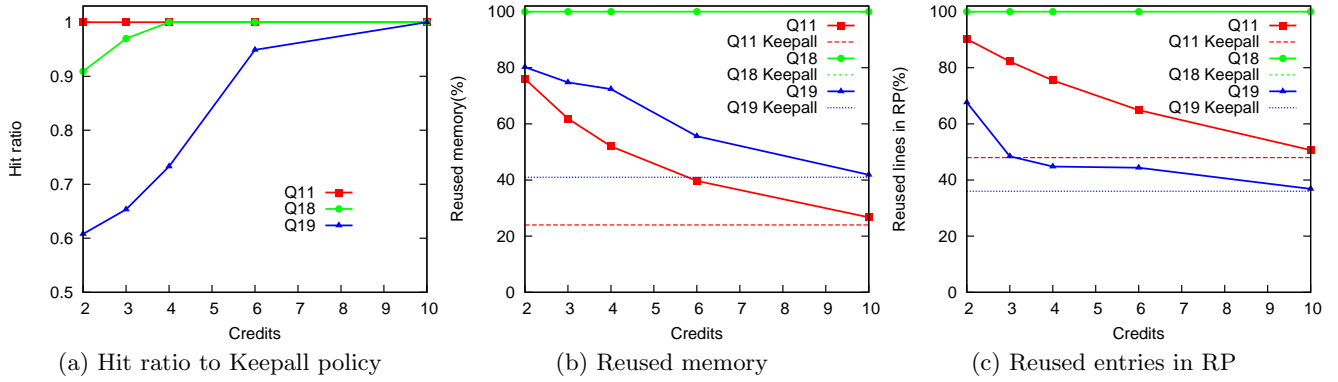 1
0.9
0.8
0.7
0.6
0.5
Hit ratio
Q11
Q18
Q19
2 3 4 5 6 7 8 9 10
Credits
(a) Hit ratio to Keepall policy
100
80
60
40
20
0
Reused memory(%)
Q11
Q11 Keepall
Q18
Q18 Keepall
Q19
Q19 Keepall
2 3 4 5 6 7 8 9 10
Credits
(b) Reused memory
100
80
60
40
20
0
Reused lines in RP(%)
Q11
Q11 Keepall
Q18
Q18 Keepall
Q19
Q19 Keepall
2 3 4 5 6 7 8 9 10
Credits
(c) Reused entries in RP